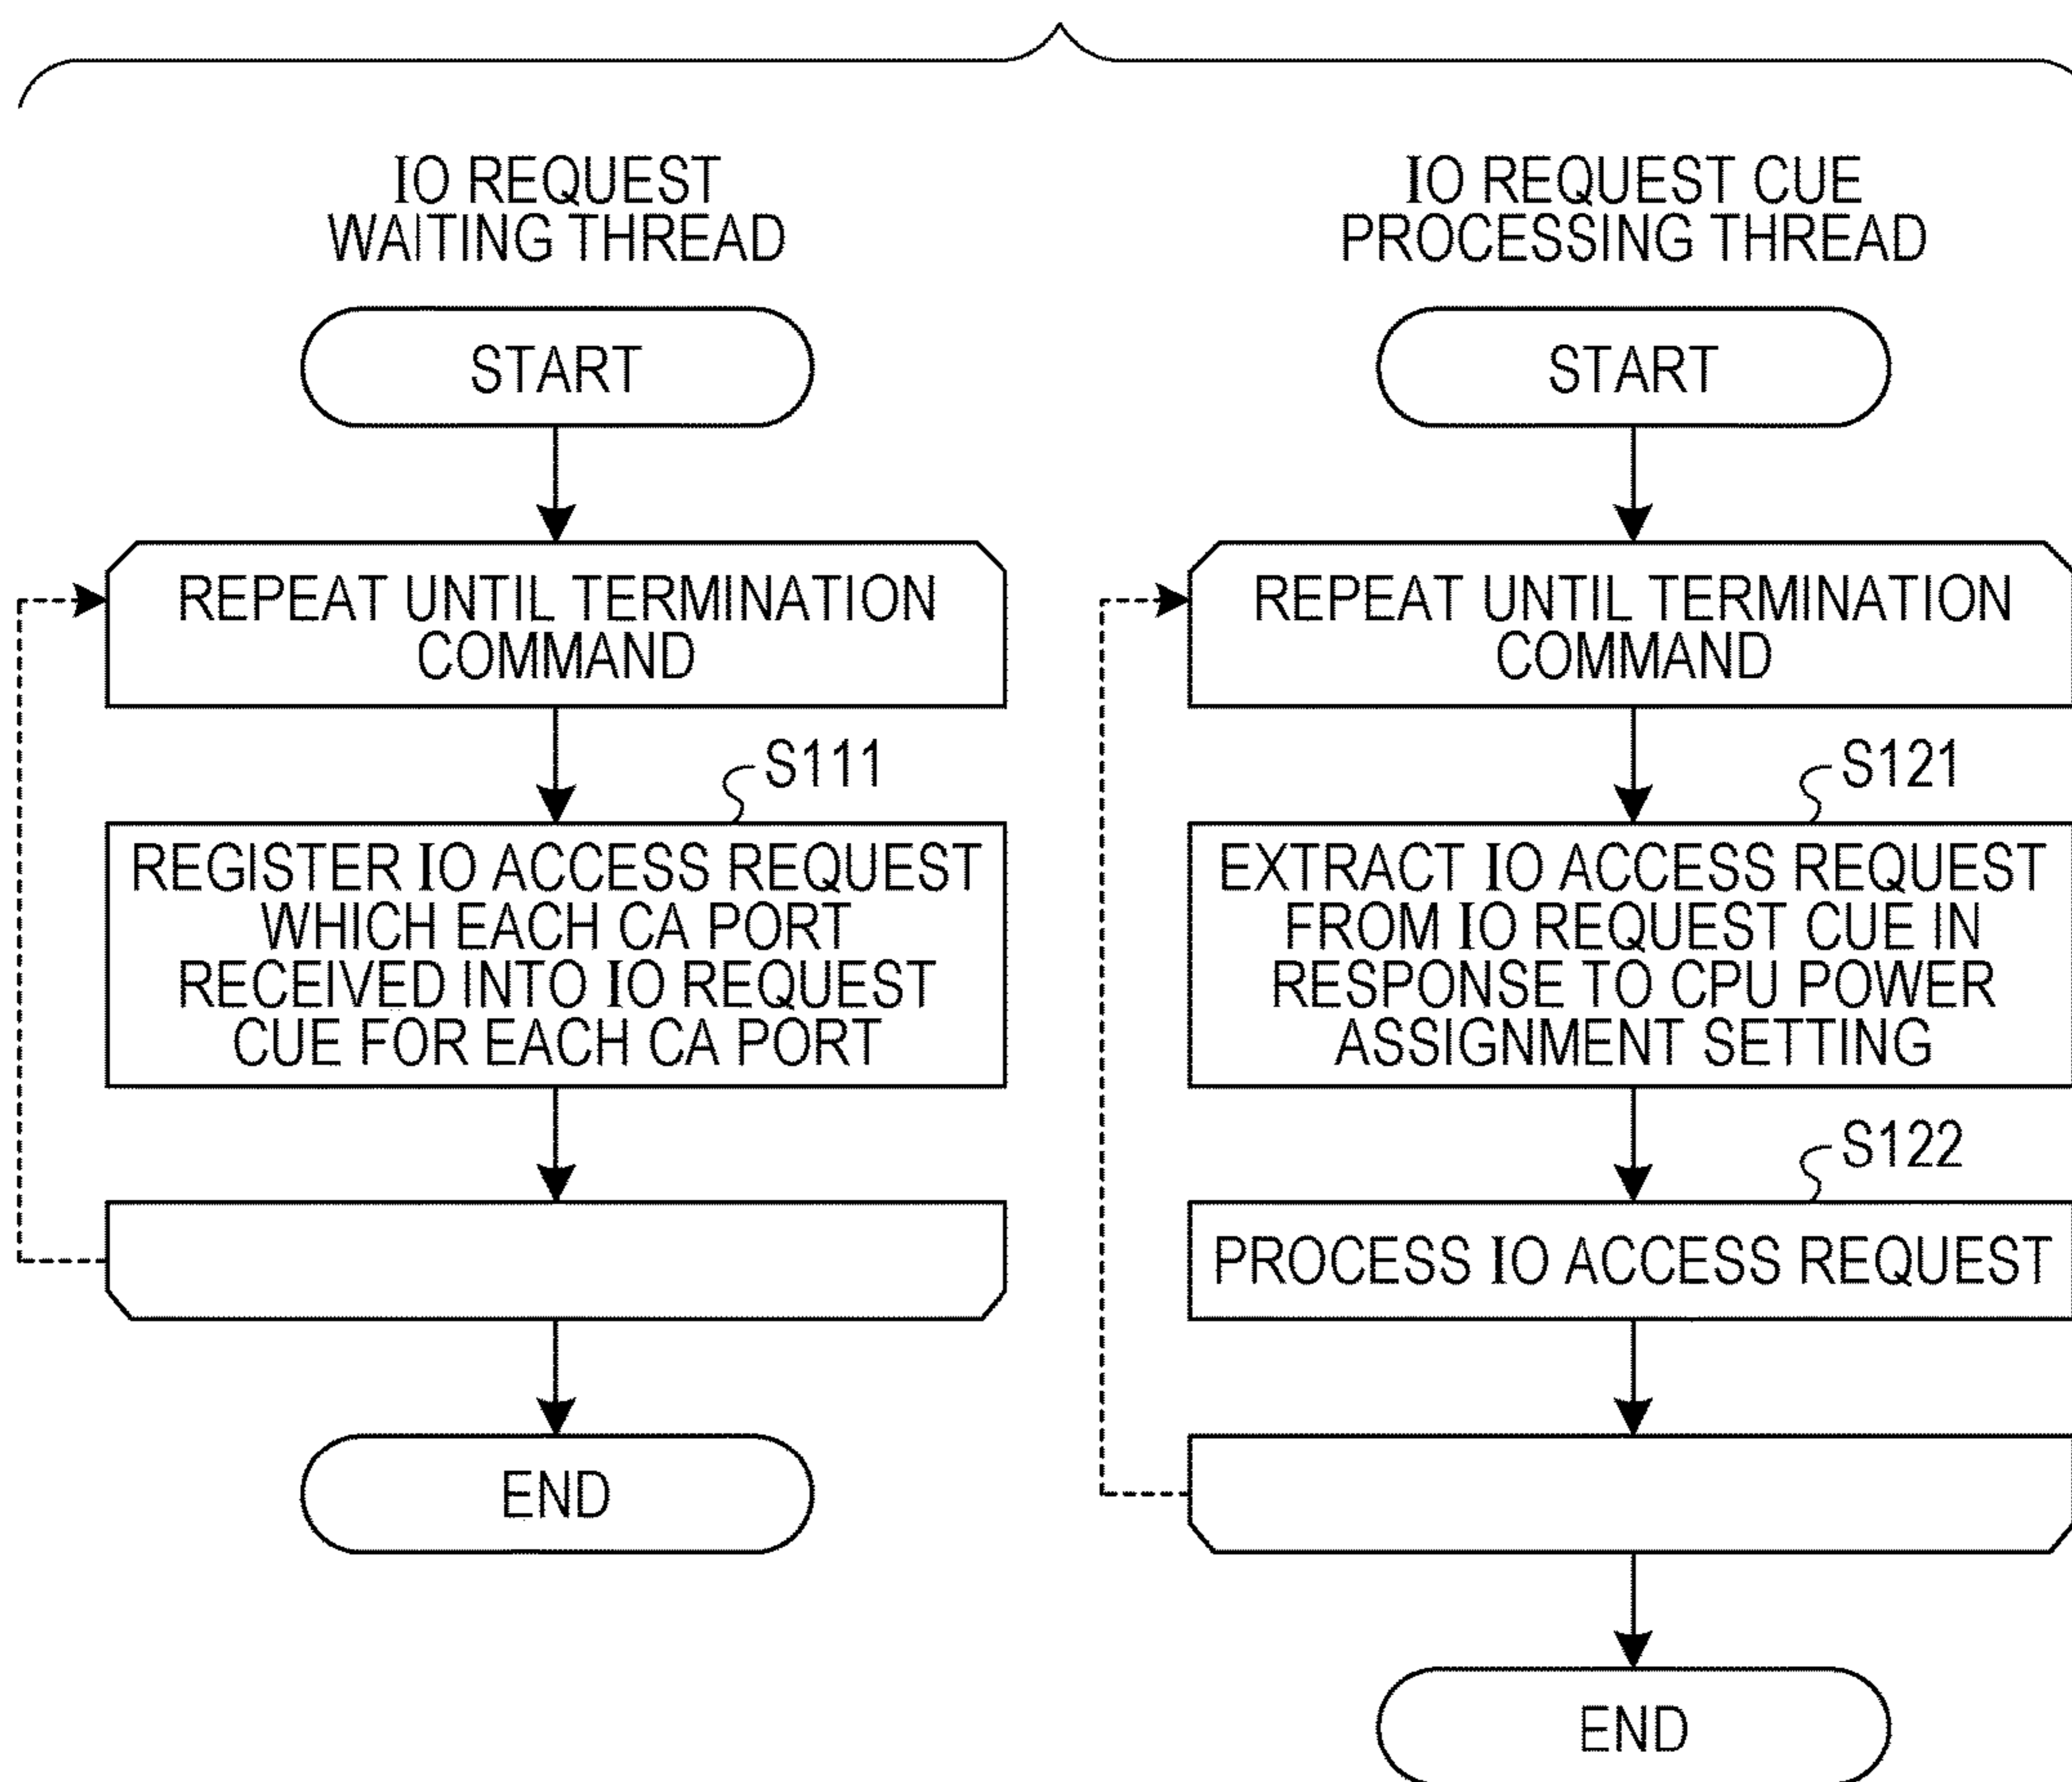 IO REQUEST
WAITING THREAD
START
REPEAT UNTIL TERMINATION
COMMAND
S111
REGISTER IO ACCESS REQUEST
WHICH EACH CA PORT
RECEIVED INTO IO REQUEST
CUE FOR EACH CA PORT
END
IO REQUEST CUE
PROCESSING THREAD
START
REPEAT UNTIL TERMINATION
COMMAND
S121
EXTRACT IO ACCESS REQUEST
FROM IO REQUEST CUE IN
RESPONSE TO CPU POWER
ASSIGNMENT SETTING
S122
PROCESS IO ACCESS REQUEST
END